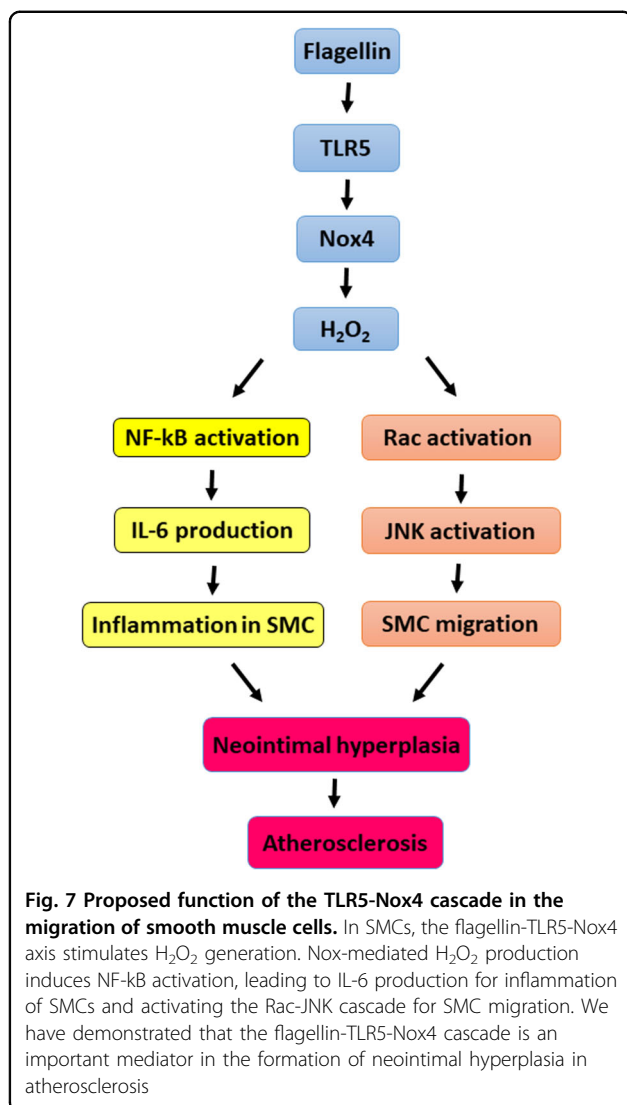 Flagellin
TLR5
Nox4
H₂O₂
NF-kB activation
Rac activation
IL-6 production
JNK activation
Inflammation in SMC
SMC migration
Neointimal hyperplasia
Atherosclerosis
Fig. 7 Proposed function of the TLR5-Nox4 cascade in the
migration of smooth muscle cells. In SMCs, the flagellin-TLR5-Nox4
axis stimulates H₂O₂ generation. Nox-mediated H₂O₂ production
induces NF-kB activation, leading to IL-6 production for inflammation
of SMCs and activating the Rac-JNK cascade for SMC migration. We
have demonstrated that the flagellin-TLR5-Nox4 cascade is an
important mediator in the formation of neointimal hyperplasia in
atherosclerosis